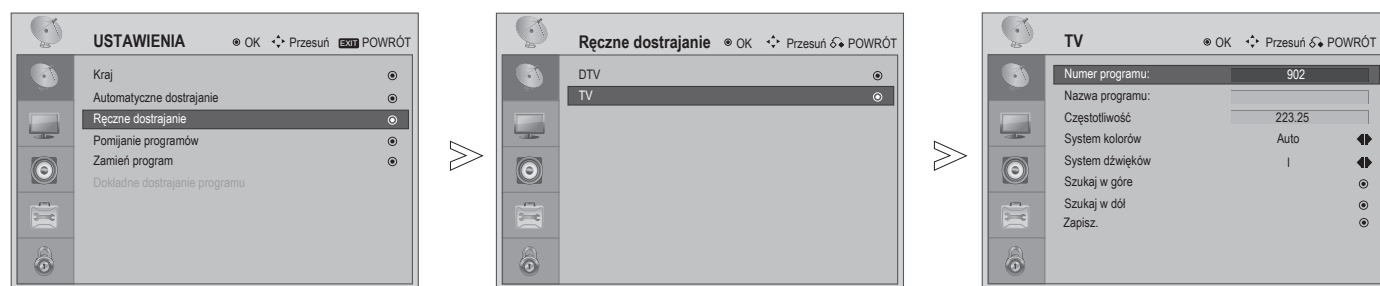 USTAWIENIA OK Przesuń EXIT POWRÓT
Kraj
Automatyczne dostrajanie
Ręczne dostrajanie
Pomijanie programów
Zamień program
Dokładne dostrajanie programu
Ręczne dostrajanie OK Przesuń POWRÓT
DTV
TV
TV OK Przesuń POWRÓT
Numer programu: 902
Nazwa programu:
Częstotliwość 223.25
System kolorów Auto
System dźwięków I
Szukaj w góre
Szukaj w dół
Zapisz.